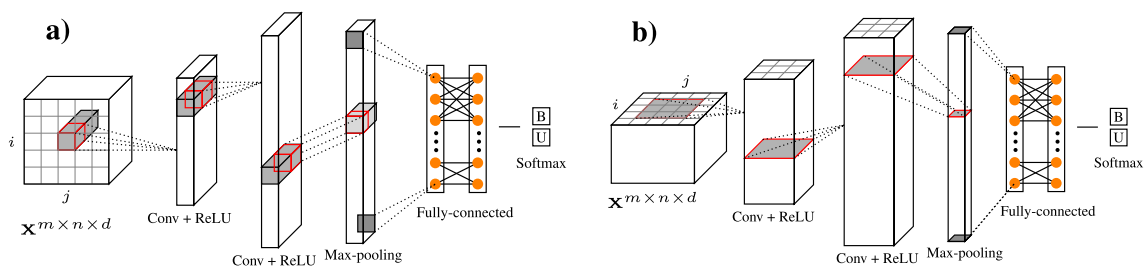 a)
i
j
𝐱^{m × n × d}
Conv + ReLU
Conv + ReLU
Max-pooling
Fully-connected
B
U
Softmax
b)
j
i
𝐱^{m × n × d}
Conv + ReLU
Conv + ReLU
Max-pooling
Fully-connected
B
U
Softmax